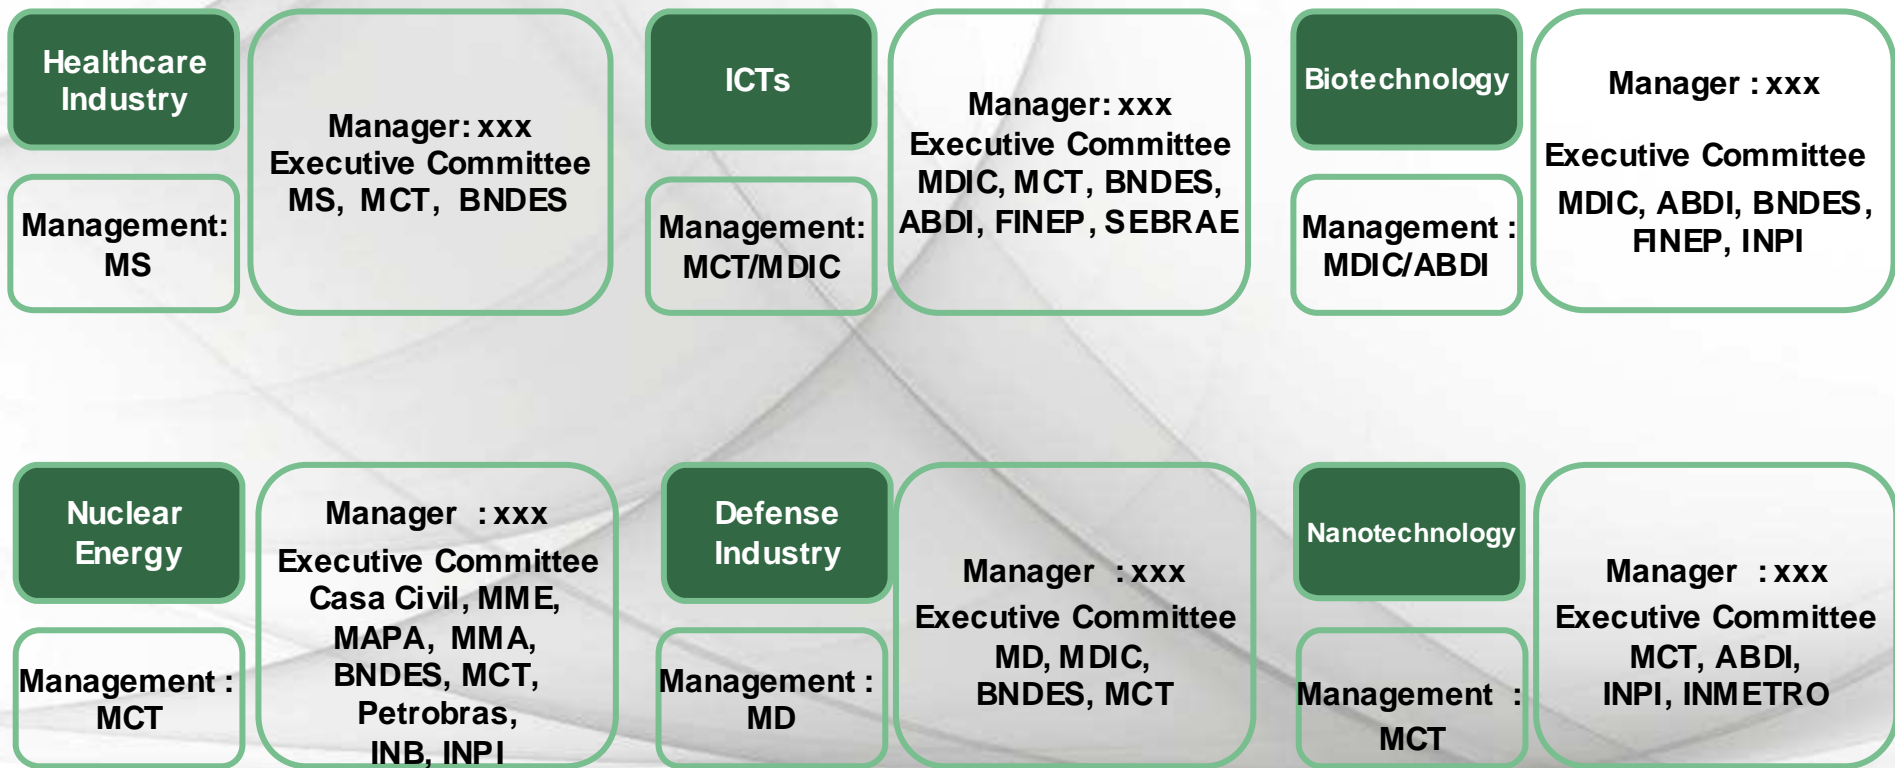 Healthcare
Industry
Management:
MS
Manager: xxx
Executive Committee
MS, MCT, BNDES
ICTs
Management:
MCT/MDIC
Manager: xxx
Executive Committee
MDIC, MCT, BNDES,
ABDI, FINEP, SEBRAE
Biotechnology
Management :
MDIC/ABDI
Manager : xxx
Executive Committee
MDIC, ABDI, BNDES,
FINEP, INPI
Nuclear
Energy
Management :
MCT
Manager : xxx
Executive Committee
Casa Civil, MME,
MAPA, MMA,
BNDES, MCT,
Petrobras,
INB, INPI
Defense
Industry
Management :
MD
Manager : xxx
Executive Committee
MD, MDIC,
BNDES, MCT
Nanotechnology
Management :
MCT
Manager : xxx
Executive Committee
MCT, ABDI,
INPI, INMETRO